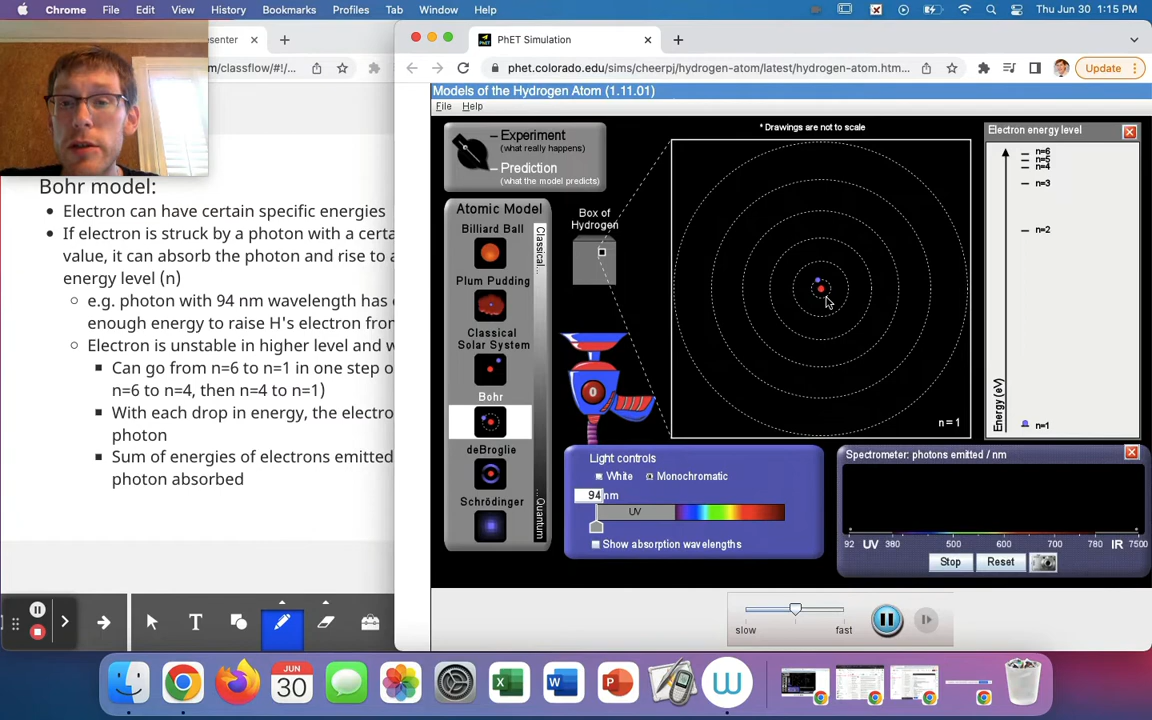 Chrome File Edit View History Bookmarks Profiles Tab Window Help Thu Jun 30 1:15 PM
esenter
PhET Simulation
om/classflow/#!/...
phet.colorado.edu/sims/cheerpj/hydrogen-atom/latest/hydrogen-atom.htm... Update
Models of the Hydrogen Atom (1.11.01)
File Help
Bohr model:
Electron can have certain specific energies
If electron is struck by a photon with a certa
value, it can absorb the photon and rise to a
energy level (n)
e.g. photon with 94 nm wavelength has
enough energy to raise H's electron from
Electron is unstable in higher level and w
Can go from n=6 to n=1 in one step o
n=6 to n=4, then n=4 to n=1)
With each drop in energy, the electro
photon
Sum of energies of electrons emitted
photon absorbed
Experiment
(what really happens)
Prediction
(what the model predicts)
Atomic Model
Billiard Ball
Plum Pudding
Classical
Solar System
Bohr
deBroglie
Schrödinger
Classical...
...Quantum
Box of
Hydrogen
* Drawings are not to scale
n = 1
Electron energy level
n=6
n=5
n=4
n=3
n=2
n=1
Energy (eV)
Light controls
White Monochromatic
94 nm
UV
Show absorption wavelengths
Spectrometer: photons emitted / nm
92 UV 380 500 600 700 780 IR 7500
Stop Reset
slow fast
T
JUN
30
X
W
P
W